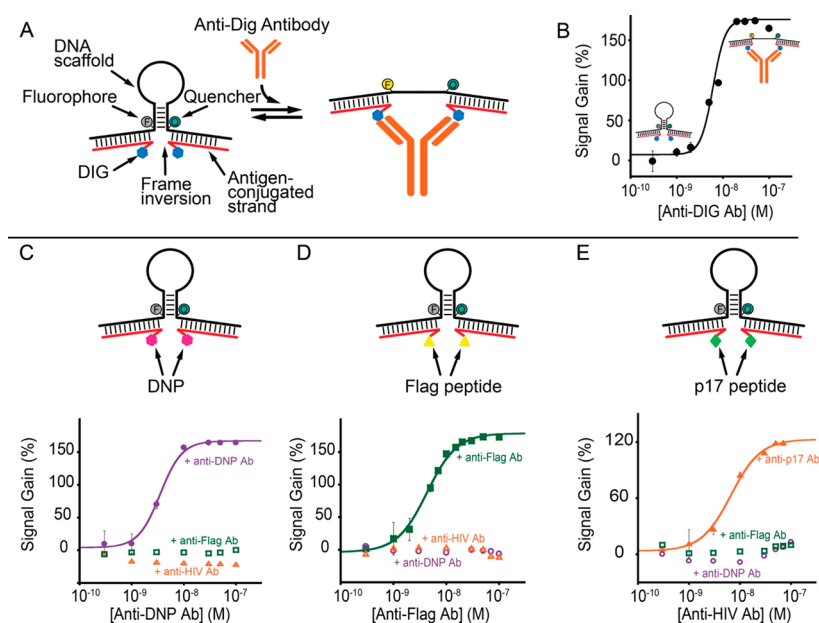 A
Anti-Dig Antibody
DNA
scaffold
Fluorophore
Quencher
F
Q
F
Q
DIG
Frame
inversion
Antigen-
conjugated
strand
B
Signal Gain (%)
150
100
50
0
10-10
10-9
10-8
10-7
[Anti-DIG Ab] (M)
C
F
Q
DNP
Signal Gain (%)
150
100
50
0
+ anti-DNP Ab
+ anti-Flag Ab
+ anti-HIV Ab
10-10
10-9
10-8
10-7
[Anti-DNP Ab] (M)
D
F
Q
Flag peptide
Signal Gain (%)
150
100
50
0
+ anti-Flag Ab
+ anti-HIV Ab
+ anti-DNP Ab
10-10
10-9
10-8
10-7
[Anti-Flag Ab] (M)
E
F
Q
p17 peptide
Signal Gain (%)
120
60
0
+ anti-p17 Ab
+ anti-Flag Ab
+ anti-DNP Ab
10-10
10-9
10-8
10-7
[Anti-HIV Ab] (M)